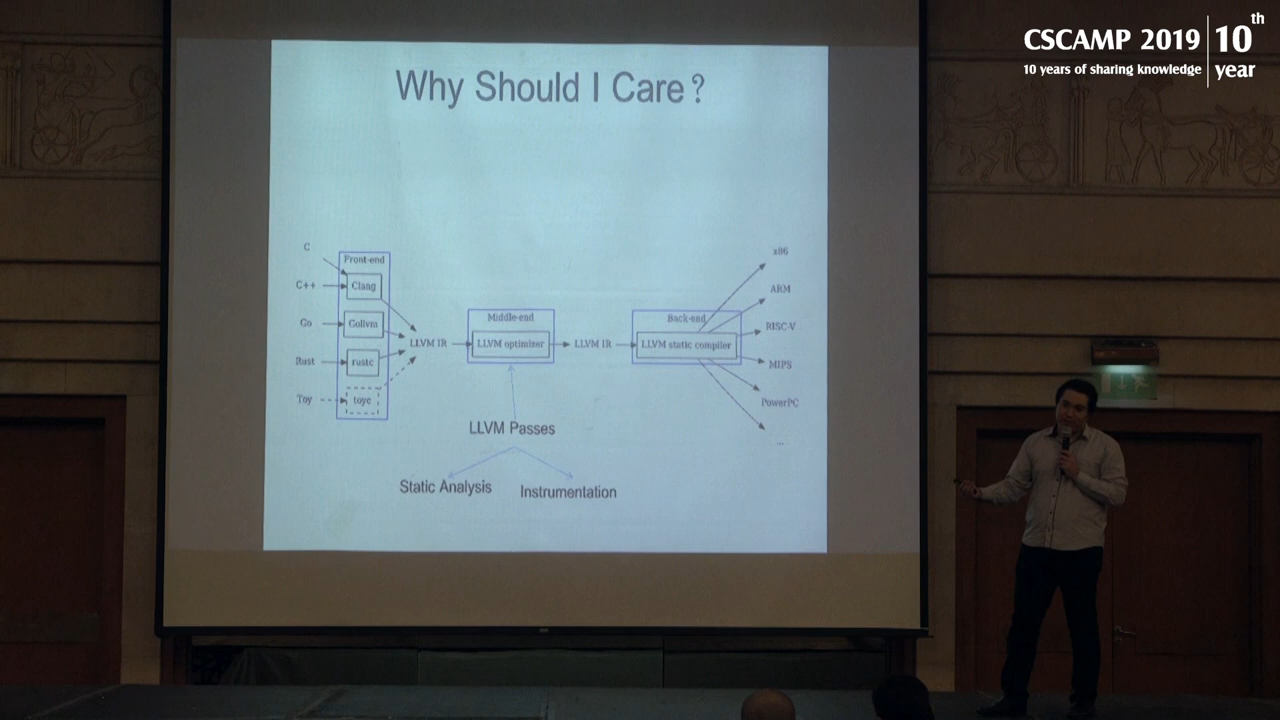 CSCAMP 2019
10 years of sharing knowledge
10th
year
Why Should I Care?
C
C++
Go
Rust
Toy
Front-end
Clang
Gollvm
rustc
toyc
LLVM IR
Middle-end
LLVM optimizer
LLVM IR
Back-end
LLVM static compiler
x86
ARM
RISC-V
MIPS
PowerPC
...
LLVM Passes
Static Analysis
Instrumentation